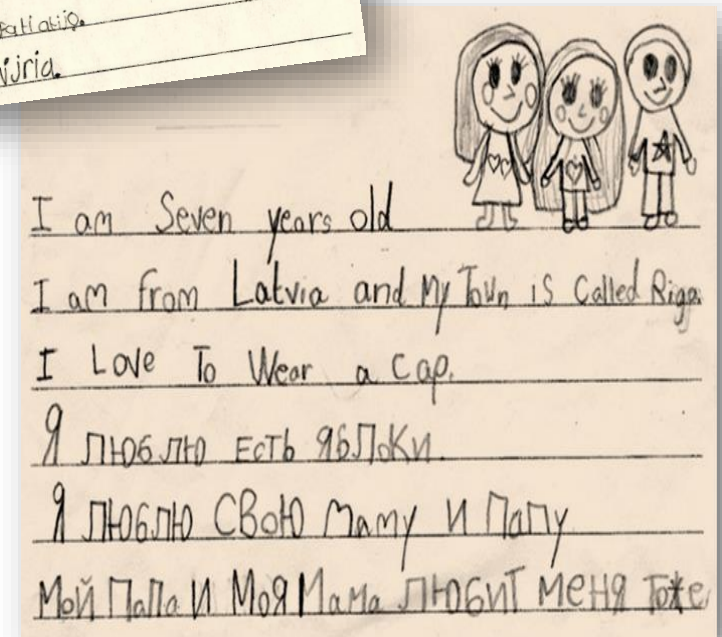 I am Seven years old
I am from Latvia and My Town is Called Riga.
I Love To Wear a Cap.
Я люблю есть яблоки.
Я люблю свою маму и папу
Мой папа и моя мама любит меня тоже